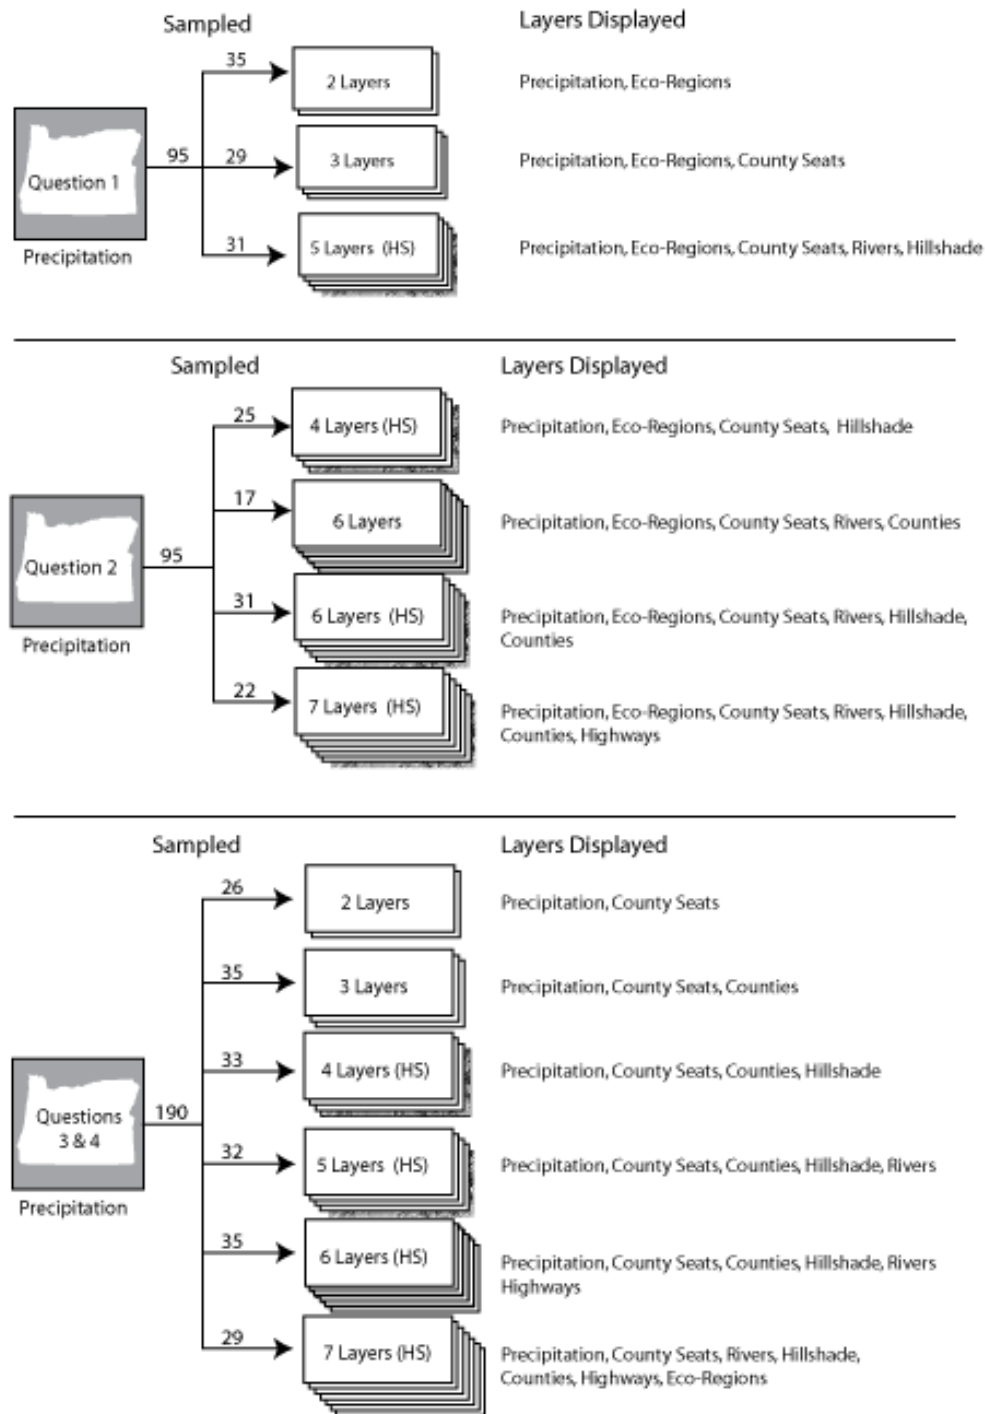 Sampled
Layers Displayed
35
2 Layers
Precipitation, Eco-Regions
Question 1
95
29
3 Layers
Precipitation, Eco-Regions, County Seats
31
5 Layers (HS)
Precipitation, Eco-Regions, County Seats, Rivers, Hillshade
Precipitation
Sampled
Layers Displayed
25
4 Layers (HS)
Precipitation, Eco-Regions, County Seats, Hillshade
17
6 Layers
Precipitation, Eco-Regions, County Seats, Rivers, Counties
Question 2
95
31
6 Layers (HS)
Precipitation, Eco-Regions, County Seats, Rivers, Hillshade,
Counties
Precipitation
22
7 Layers (HS)
Precipitation, Eco-Regions, County Seats, Rivers, Hillshade,
Counties, Highways
Sampled
Layers Displayed
26
2 Layers
Precipitation, County Seats
35
3 Layers
Precipitation, County Seats, Counties
33
4 Layers (HS)
Precipitation, County Seats, Counties, Hillshade
Questions
3 & 4
190
32
5 Layers (HS)
Precipitation, County Seats, Counties, Hillshade, Rivers
Precipitation
35
6 Layers (HS)
Precipitation, County Seats, Counties, Hillshade, Rivers
Highways
29
7 Layers (HS)
Precipitation, County Seats, Rivers, Hillshade,
Counties, Highways, Eco-Regions